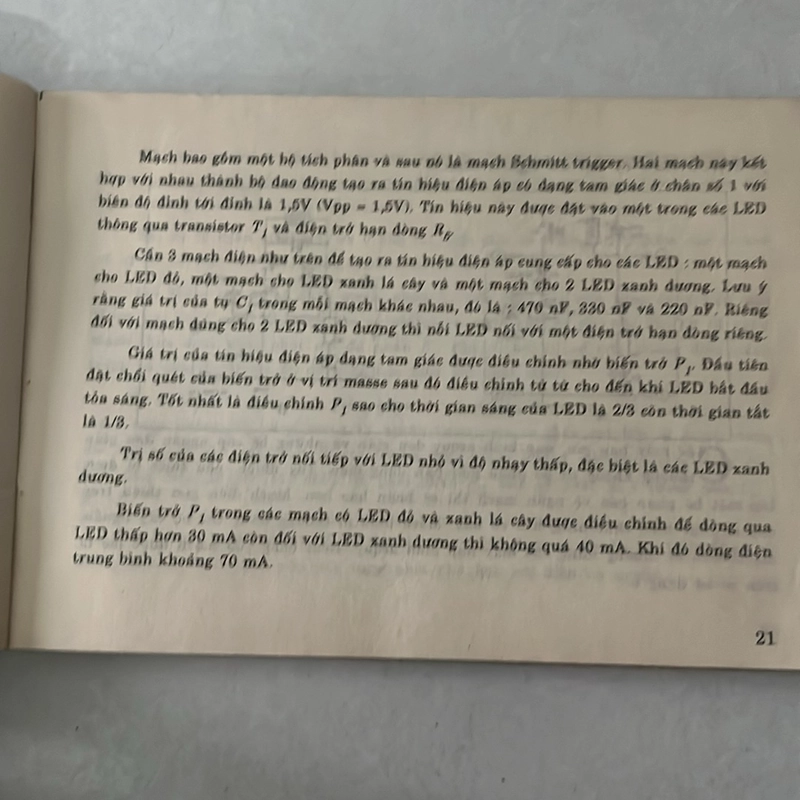 Mạch bao gồm một bộ tích phân và sau nó là mạch Schmitt trigger. Hai mạch này kết
hợp với nhau thành bộ dao động tạo ra tín hiệu điện áp có dạng tam giác ở chân số 1 với
biên độ đỉnh tới đỉnh là 1,5V (Vpp = 1,5V). Tín hiệu này được đặt vào một trong các LED
thông qua transistor T₁ và điện trở hạn dòng
Cần 3 mạch điện như trên để tạo ra tín hiệu điện áp cung cấp cho các LED : một mạch
cho LED đỏ, một mạch cho LED xanh lá cây và một mạch cho 2 LED xanh dương. Lưu ý
rằng giá trị của tụ C₁ trong mỗi mạch khác nhau, đó là : 470 nF, 330 nF và 220 nF. Riêng
đối với mạch dùng cho 2 LED xanh dương thì nỗi LED nối với một điện trở hạn dòng riêng.
Giá trị của tín hiệu điện áp dạng tam giác được điều chỉnh nhờ biến trở P₁. Đầu tiên
đặt chổi quét của biến trở ở vị trí masse sau đó điều chỉnh từ từ cho đến khi LED bắt đầu
tỏa sáng. Tốt nhất là điều chỉnh P₁ sao cho thời gian sáng của LED là 2/3 còn thời gian tắt
là 1/3.
Trị số của các điện trở nối tiếp với LED nhỏ vì độ nhạy thấp, đặc biệt là các LED xanh
dương.
Biến trở P₁ trong các mạch có LED đỏ và xanh lá cây được điều chỉnh để dòng qua
LED thấp hơn 30 mA còn đối với LED xanh dương thì không quá 40 mA. Khi đó dòng điện
trung bình khoảng 70 mA.
21